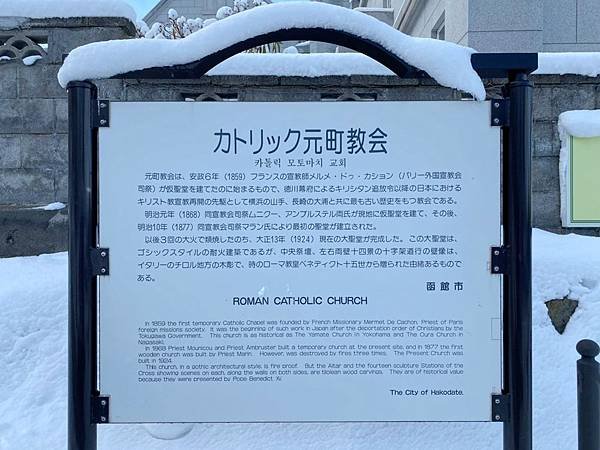 カトリック元町教会
카톨릭 모토마치 교회
元町教会は、安政6年（1859）フランスの宣教師メルメ・ドゥ・カション（パリー外国宣教会
司祭）が仮聖堂を建てたのに始まるもので、徳川幕府によるキリシタン追放令以降の日本における
キリスト教宣教再開の先駆として横浜の山手、長崎の大浦と共に最も古い歴史をもつ教会である。
明治元年（1868）同宣教会司祭ムニクー、アンブルステル両氏が現地に仮聖堂を建て、その後、
明治10年（1877）同宣教会司祭マラン氏により最初の聖堂が建立された。
以後3回の大火で類焼したのち、大正13年（1924）現在の大聖堂が完成した。この大聖堂は、
ゴシックスタイルの耐火建築であるが、中央祭壇、左右両壁十四景の十字架道行の壁像は、
イタリーのチロル地方の木彫で、時のローマ教皇ベネディクト十五世から贈られた由緒あるもので
ある。
函館市
ROMAN CATHOLIC CHURCH
In 1859 the first temporary Catholic Chapel was founded by French Missionary Mermet, De Cachon, Priest of Paris
foreign missions society. It was the beginning of such work in Japan after the deportation order of Christians by the
Tokugawa Government. This church is as historical as The Yamate Church in Yokohama and The Oura Church in
Nagasaki.
In 1968 Priest Mounicou and Priest Ambruster built a temporary church at the present site, and in 1877 the first
wooden church was built by Priest Marin. However, was destroyed by fires three times. The Present Church was
built in 1924.
This church, in a gothic architectural style, is fire proof. But the Altar and the fourteen sculpture Stations of the
Cross showing scenes on each, along the walls on both sides, are tilolean wood carvings. They are of historical value
because they were presented by Pope Benedict XI.
The City of Hakodate.